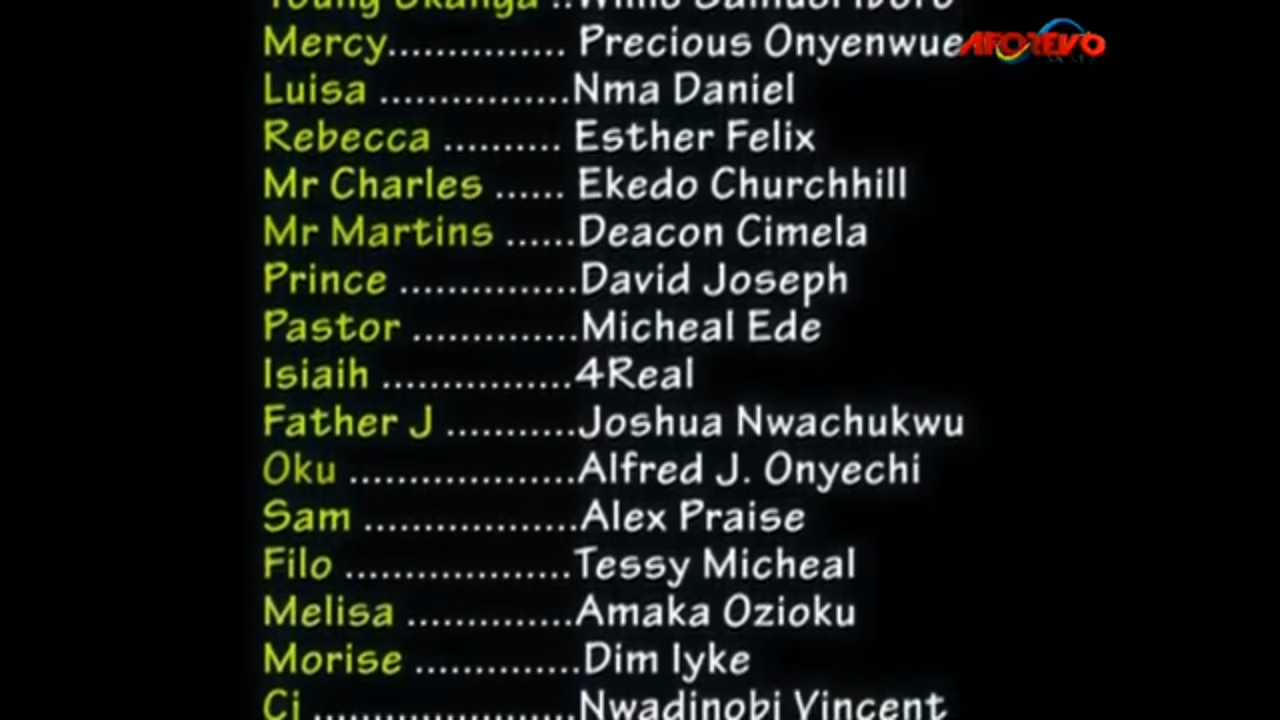 Mercy............... Precious Onyenwue
AFOREVO
Luisa ................Nma Daniel
Rebecca .......... Esther Felix
Mr Charles ...... Ekedo Churchhill
Mr Martins ......Deacon Cimela
Prince ...............David Joseph
Pastor ..............Micheal Ede
Isiaih ................4Real
Father J ...........Joshua Nwachukwu
Oku ...................Alfred J. Onyechi
Sam ..................Alex Praise
Filo ...................Tessy Micheal
Melisa ..............Amaka Ozioku
Morise ..............Dim Iyke
Cj ......................Nwadinobi Vincent